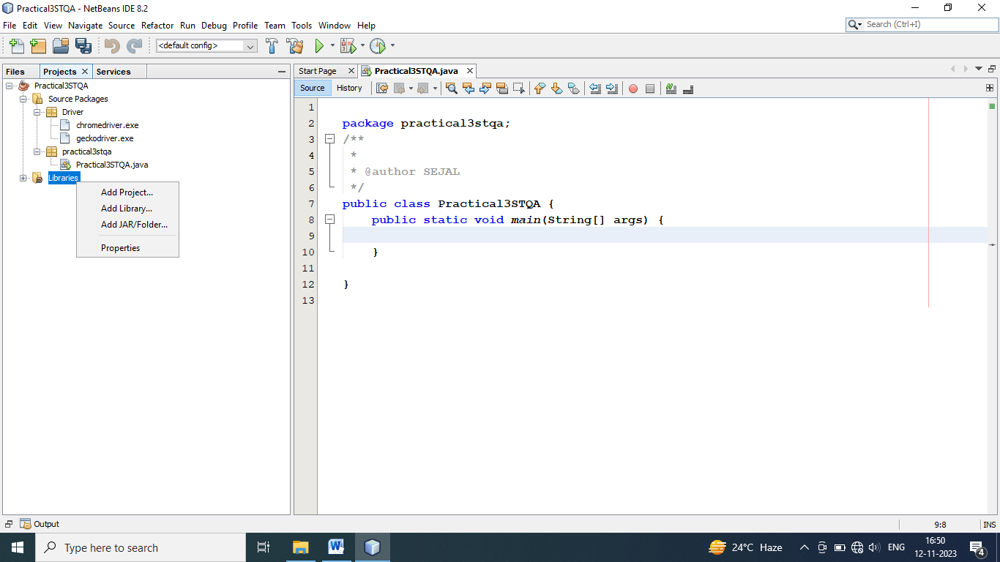 Practical3STQA - NetBeans IDE 8.2
File Edit View Navigate Source Refactor Run Debug Profile Team Tools Window Help
Search (Ctrl+I)
<default config>
Files Projects Services
Start Page Practical3STQA.java
Source History
Practical3STQA
Source Packages
Driver
chromedriver.exe
geckodriver.exe
practical3stqa
Practical3STQA.java
Libraries
Add Project...
Add Library...
Add JAR/Folder...
Properties
1
2 package practical3stqa;
3 /**
4 *
5 * @author SEJAL
6 */
7 public class Practical3STQA {
8 public static void main(String[] args) {
9
10 }
11
12 }
13
Output
9:8 INS
Type here to search
24°C Haze
ENG
16:50
12-11-2023
4